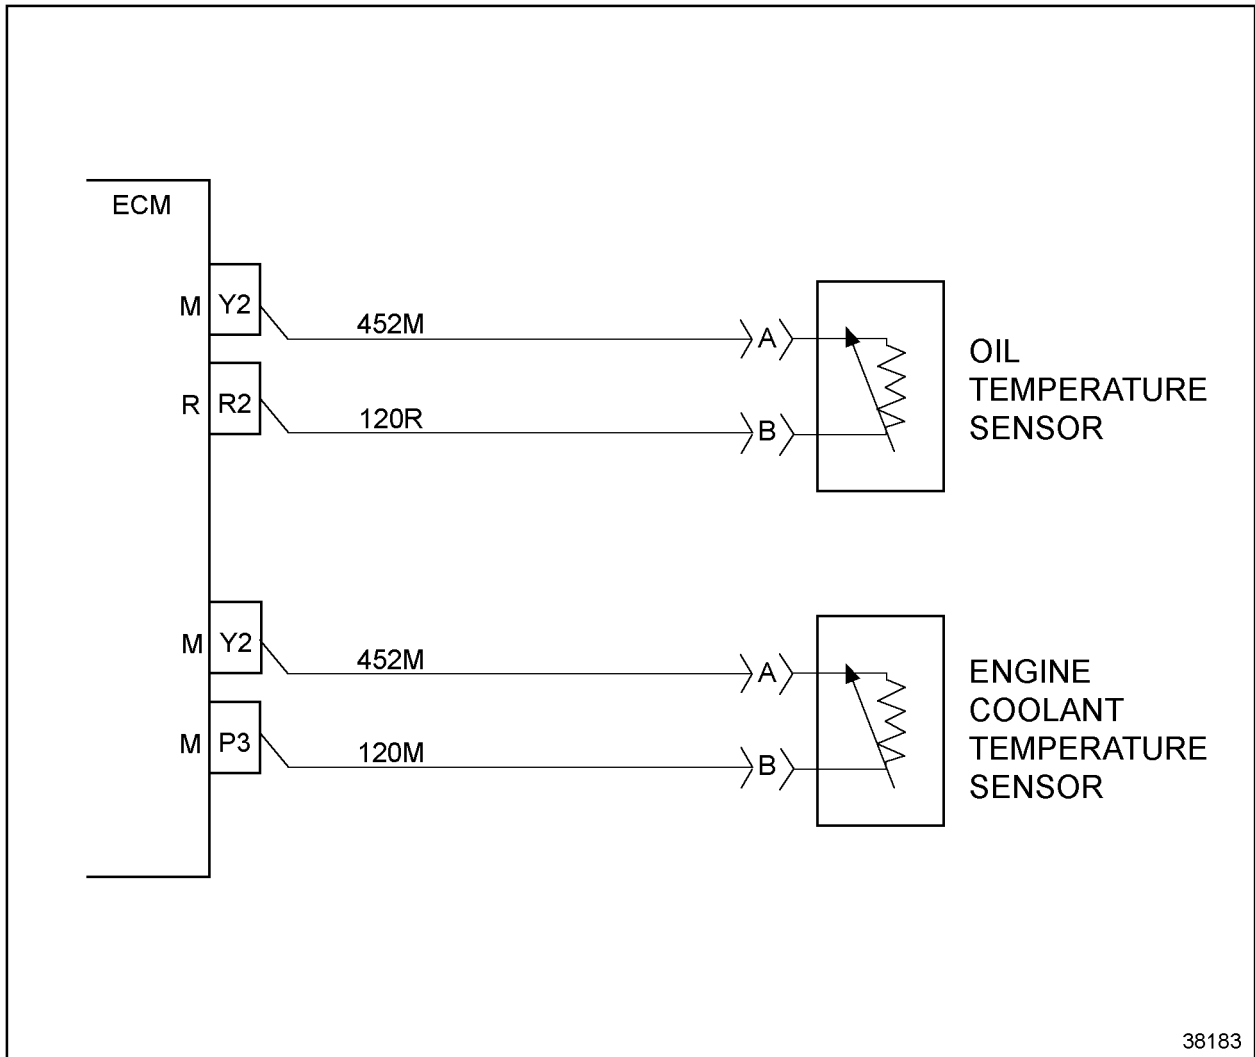 ECM
M Y2
452M
A
R R2
120R
B
OIL
TEMPERATURE
SENSOR
M Y2
452M
A
M P3
120M
B
ENGINE
COOLANT
TEMPERATURE
SENSOR
38183